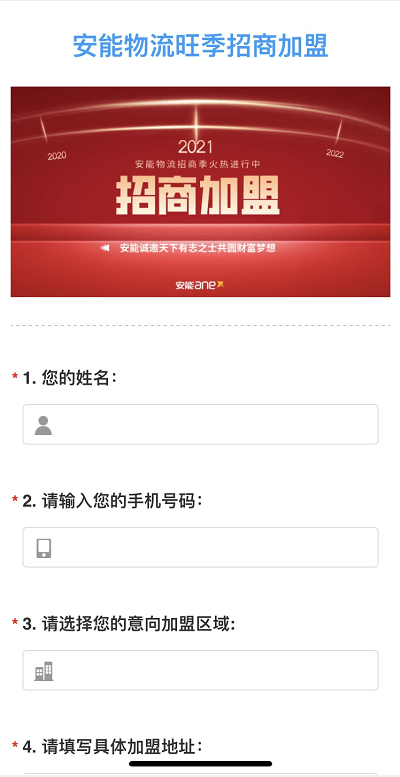 安能物流旺季招商加盟
2020
2021
2022
安能物流招商季火热进行中
招商加盟
安能诚邀天下有志之士共圆财富梦想
安能ane
* 1. 您的姓名：
* 2. 请输入您的手机号码：
* 3. 请选择您的意向加盟区域:
* 4. 请填写具体加盟地址：